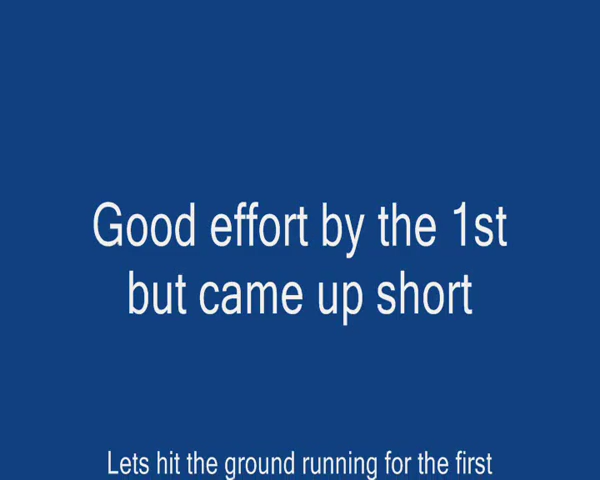 Good effort by the 1st
but came up short
Lets hit the ground running for the first